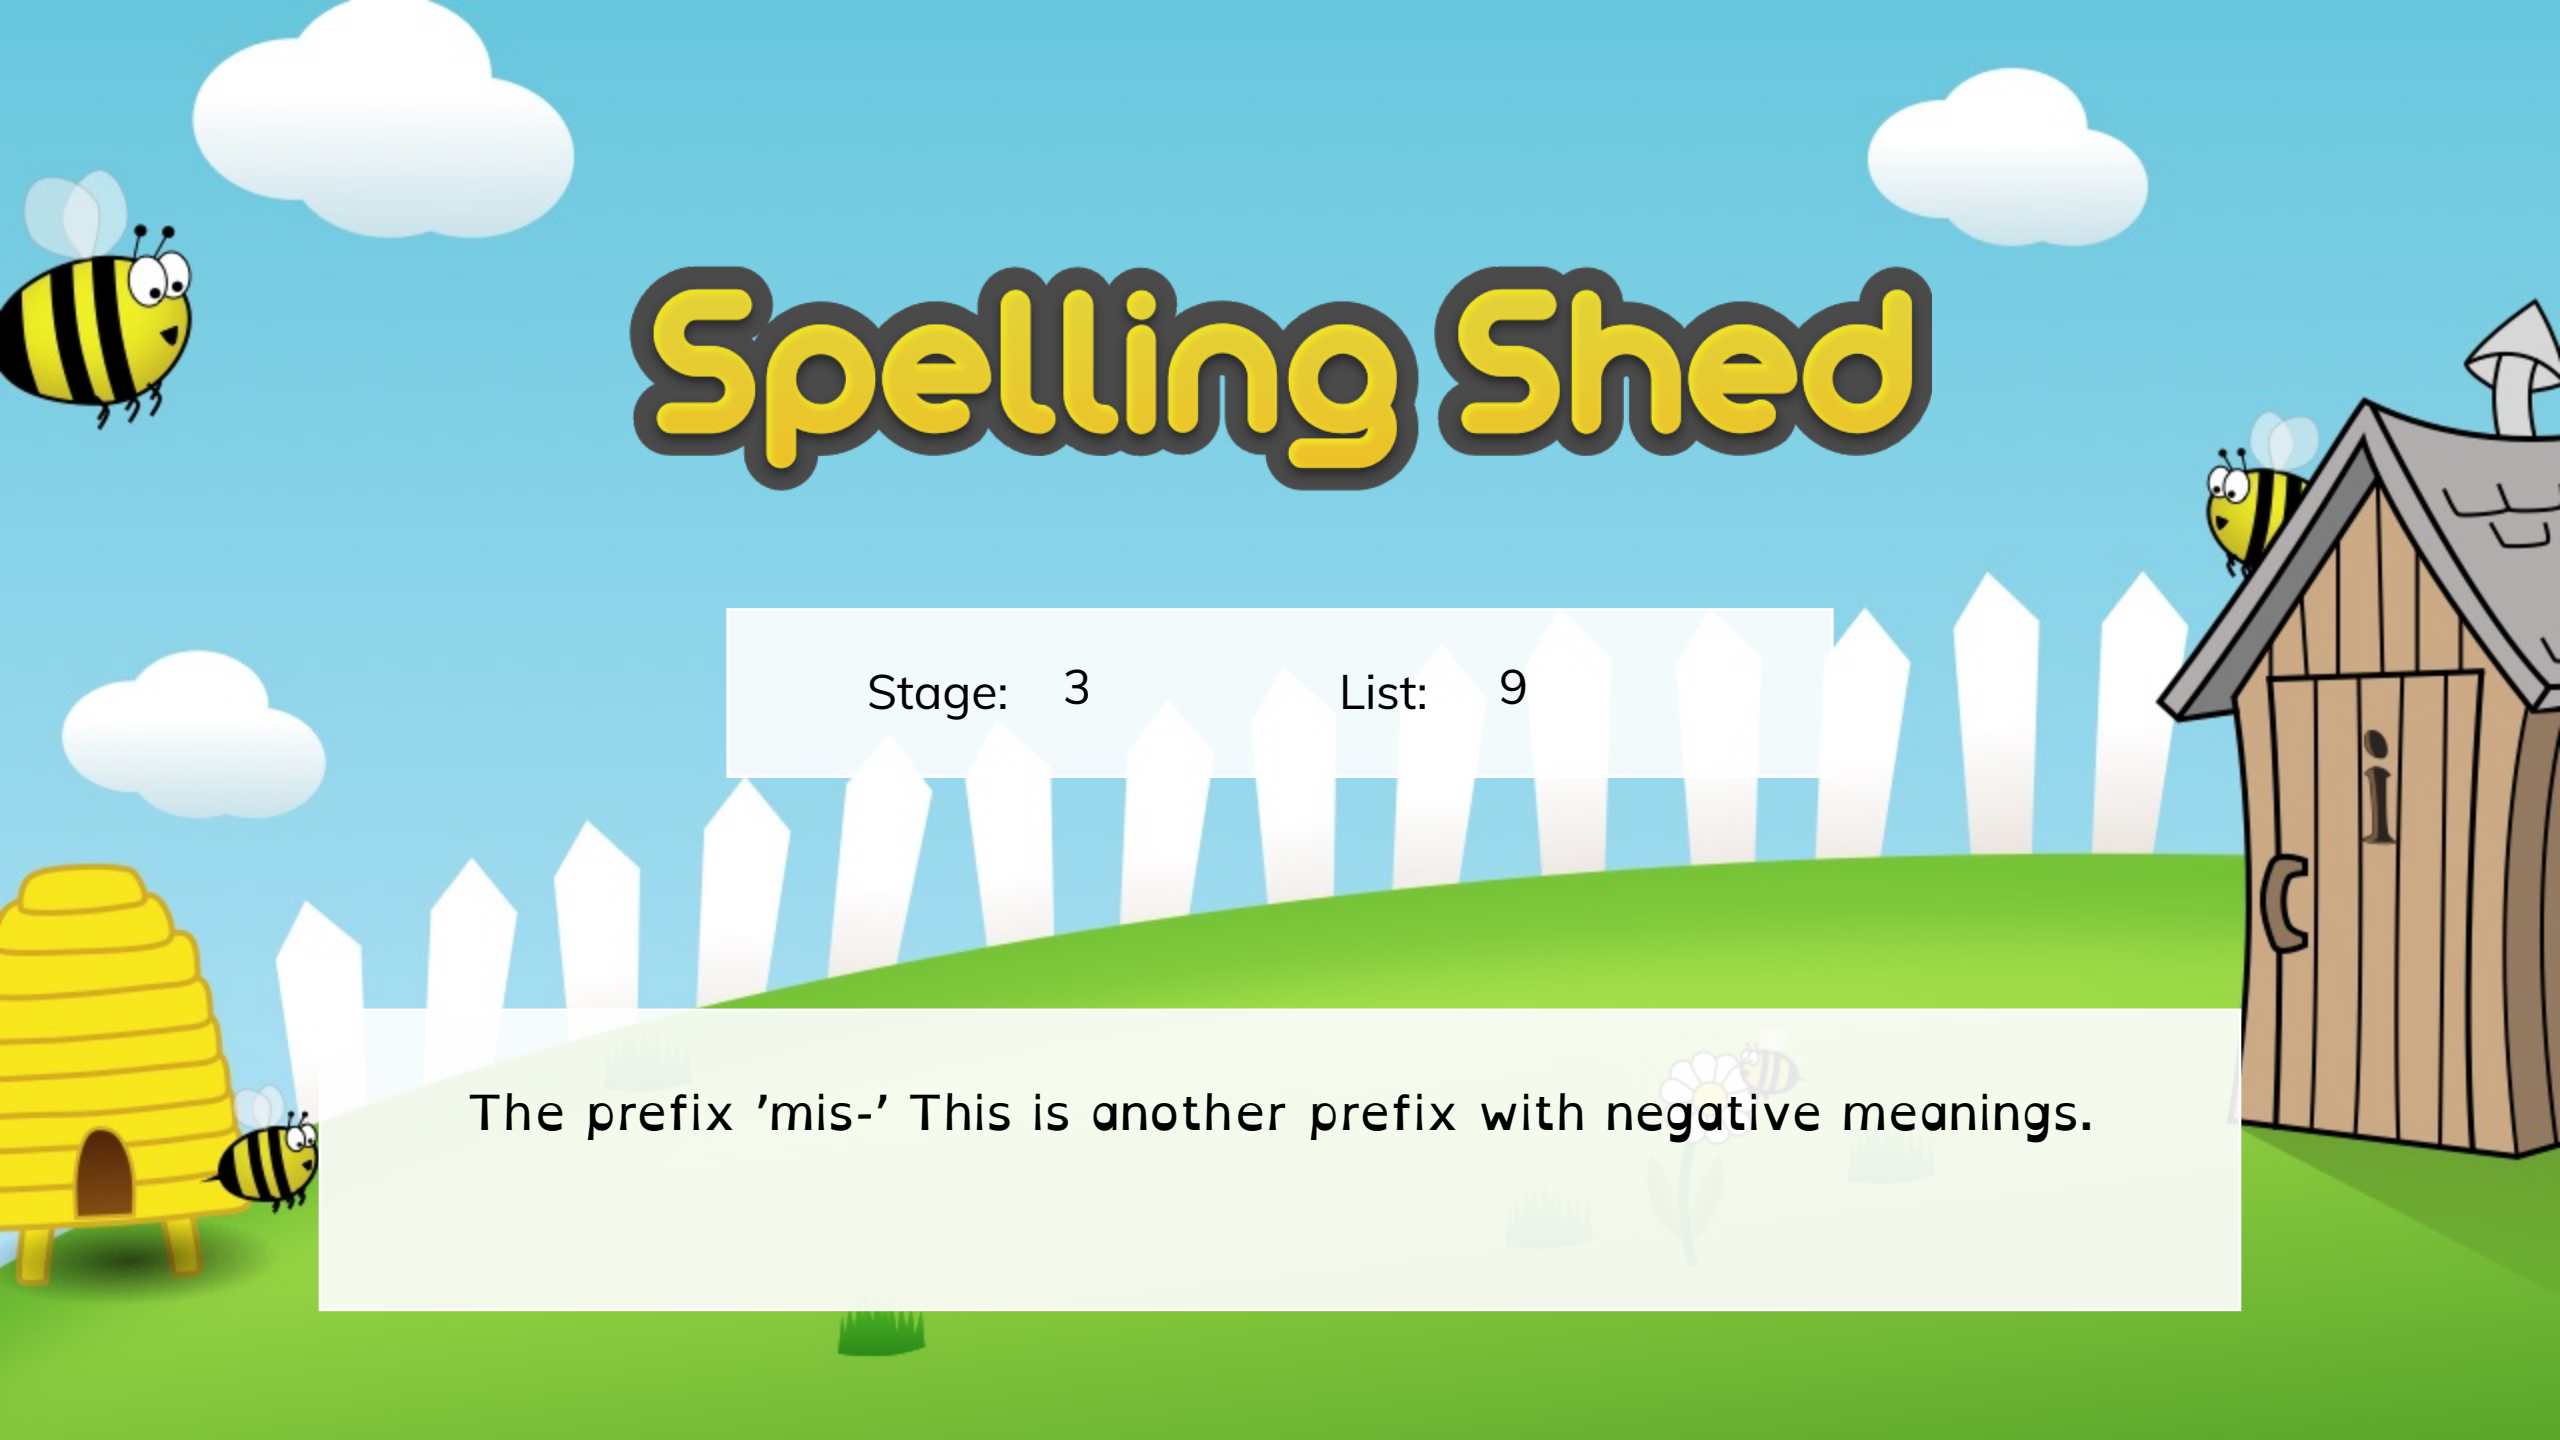 Spelling Shed
Stage: 3 List: 9
i
The prefix ’mis-’ This is another prefix with negative meanings.